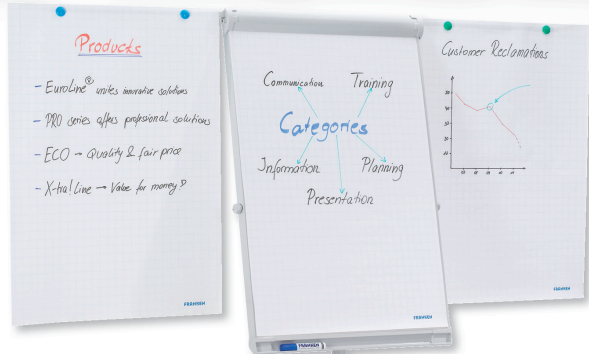 Products
- EuroLine® unites innovative solutions
- PRO series offers professional solutions
- ECO → Quality & fair price
- X-tra!Line → Value for money
FRANKEN
Communication
Training
Categories
Information
Planning
Presentation
FRANKEN
FRANKEN
Customer Reclamations
FRANKEN